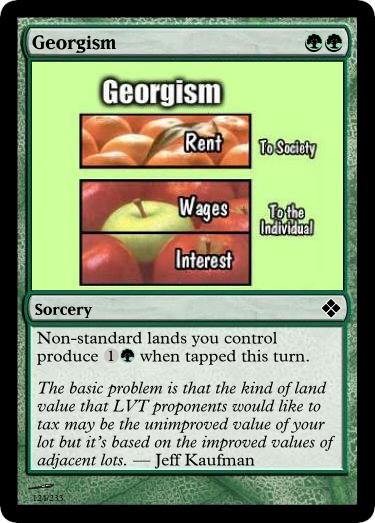 Georgism
Georgism
Rent
To Society
Wages
To the
Individual
Interest
Sorcery
Non-standard lands you control
produce 1 when tapped this turn.
The basic problem is that the kind of land
value that LVT proponents would like to
tax may be the unimproved value of your
lot but it's based on the improved values of
adjacent lots. — Jeff Kaufman